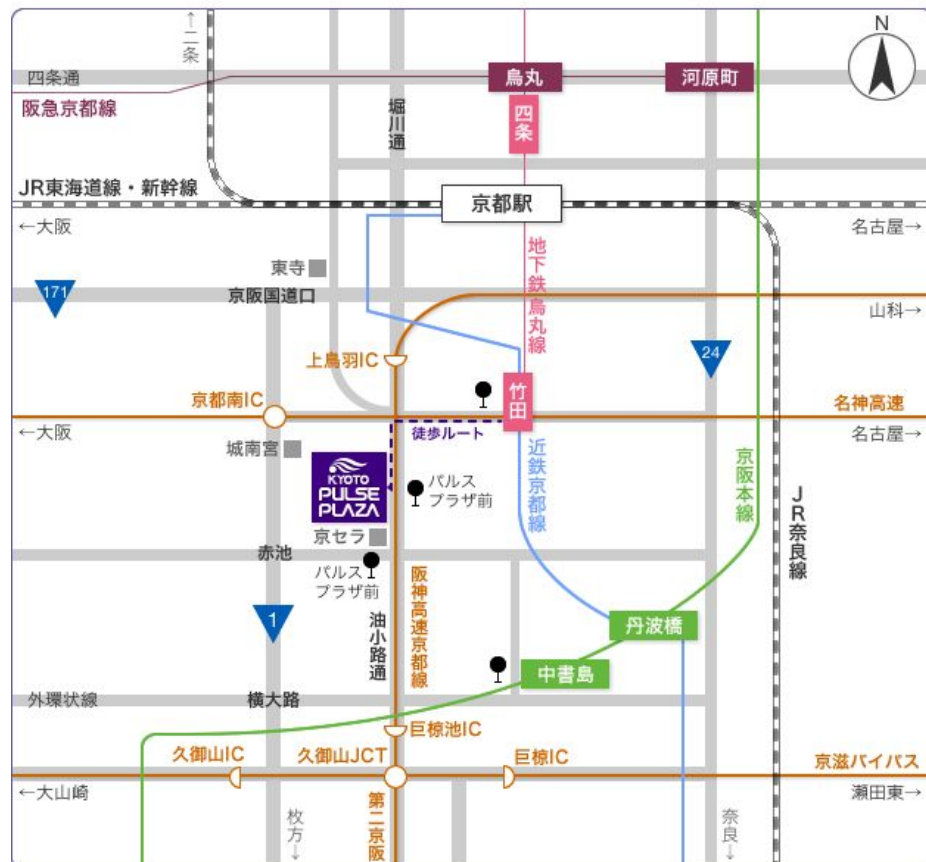 ↑二条
N
四条通
烏丸
河原町
阪急京都線
四条
堀川通
JR東海道線・新幹線
京都駅
←大阪
名古屋→
地下鉄烏丸線
東寺
171
京阪国道口
山科→
上鳥羽IC
24
竹田
京都南IC
名神高速
←大阪
徒歩ルート
名古屋→
城南宮
近鉄京都線
京阪本線
KYOTO
PULSE
PLAZA
パルス
プラザ前
JR奈良線
京セラ
赤池
パルス
プラザ前
阪神高速京都線
1
油小路通
丹波橋
中書島
外環状線
横大路
巨椋池IC
久御山IC
久御山JCT
巨椋IC
京滋バイパス
←大山崎
第二京阪
瀬田東→
枚方→
奈良→